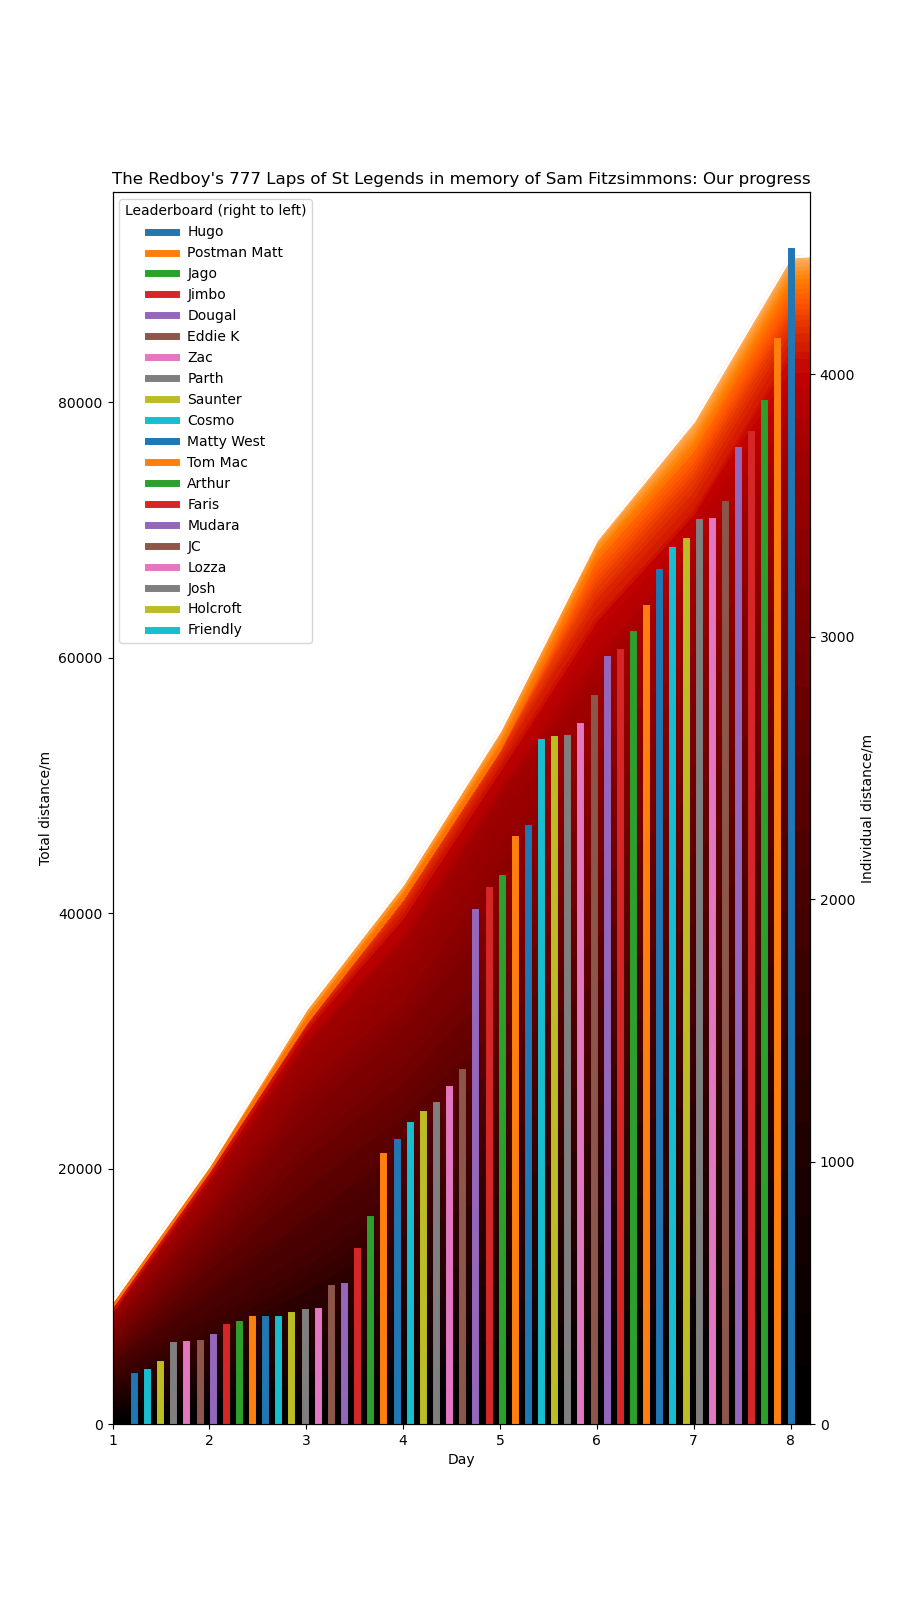 The Redboy's 777 Laps of St Legends in memory of Sam Fitzsimmons: Our progress
Leaderboard (right to left)
Hugo
Postman Matt
Jago
Jimbo
Dougal
Eddie K
Zac
Parth
Saunter
Cosmo
Matty West
Tom Mac
Arthur
Faris
Mudara
JC
Lozza
Josh
Holcroft
Friendly
80000
60000
40000
20000
0
Total distance/m
4000
3000
2000
1000
0
Individual distance/m
1 2 3 4 5 6 7 8
Day